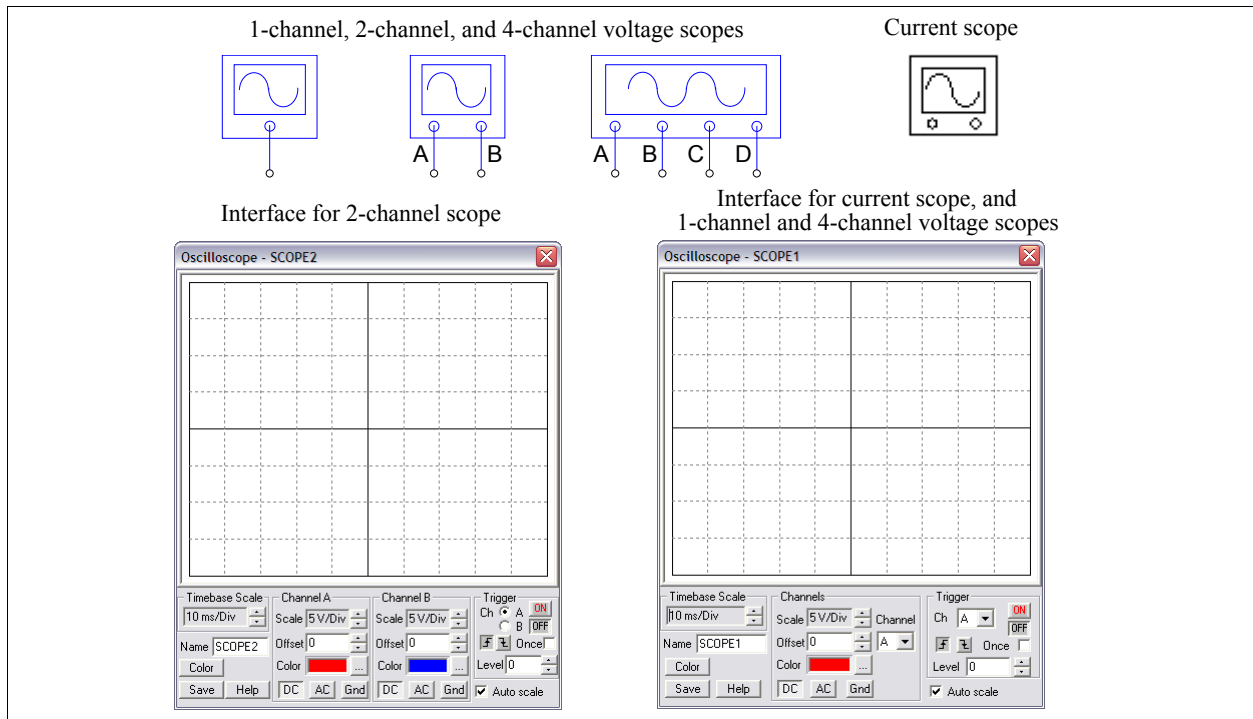 1-channel, 2-channel, and 4-channel voltage scopes
Current scope
A B
A B C D
Interface for 2-channel scope
Interface for current scope, and
1-channel and 4-channel voltage scopes
Oscilloscope - SCOPE2
Timebase Scale
10 ms/Div
Name SCOPE2
Color
Save Help
Channel A
Scale 5V/Div
Offset 0
Color ...
DC AC Gnd
Channel B
Scale 5V/Div
Offset 0
Color ...
DC AC Gnd
Trigger
Ch A ON
B OFF
Once
Level 0
Auto scale
Oscilloscope - SCOPE1
Timebase Scale
10 ms/Div
Name SCOPE1
Color
Save Help
Channels
Scale 5V/Div Channel
Offset 0 A
Color ...
DC AC Gnd
Trigger
Ch A ON
OFF
Once
Level 0
Auto scale